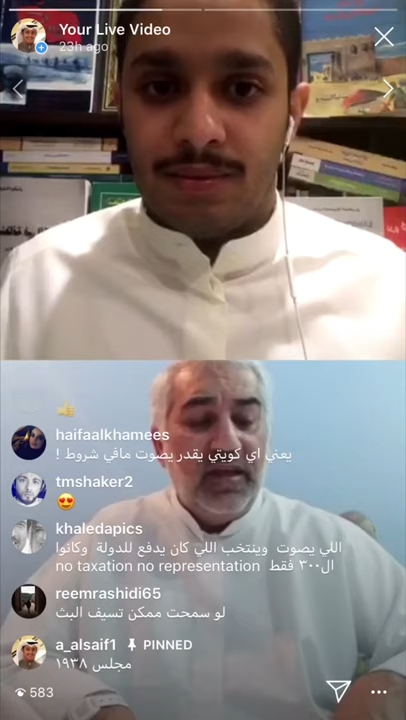 Your Live Video
23h ago
haifaalkhamees
يعني اي كويتي يقدر يصوت مافي شروط !
tmshaker2
khaledapics
اللي يصوت وينتخب اللي كان يدفع للدولة وكانوا
ال٣٠٠ فقط no taxation no representation
reemrashidi65
لو سمحت ممكن تسيف البث
a_alsaif1 PINNED
مجلس ١٩٣٨
583